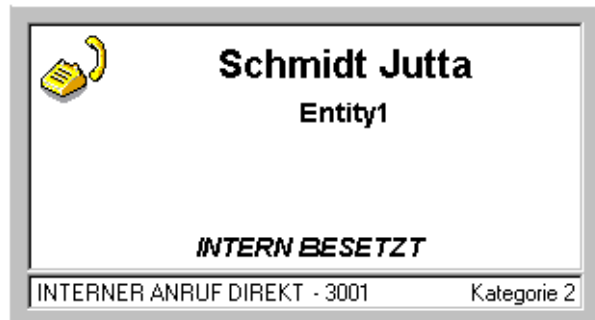 Schmidt Jutta
Entity1
INTERN BESETZT
INTERNER ANRUF DIREKT - 3001 Kategorie 2